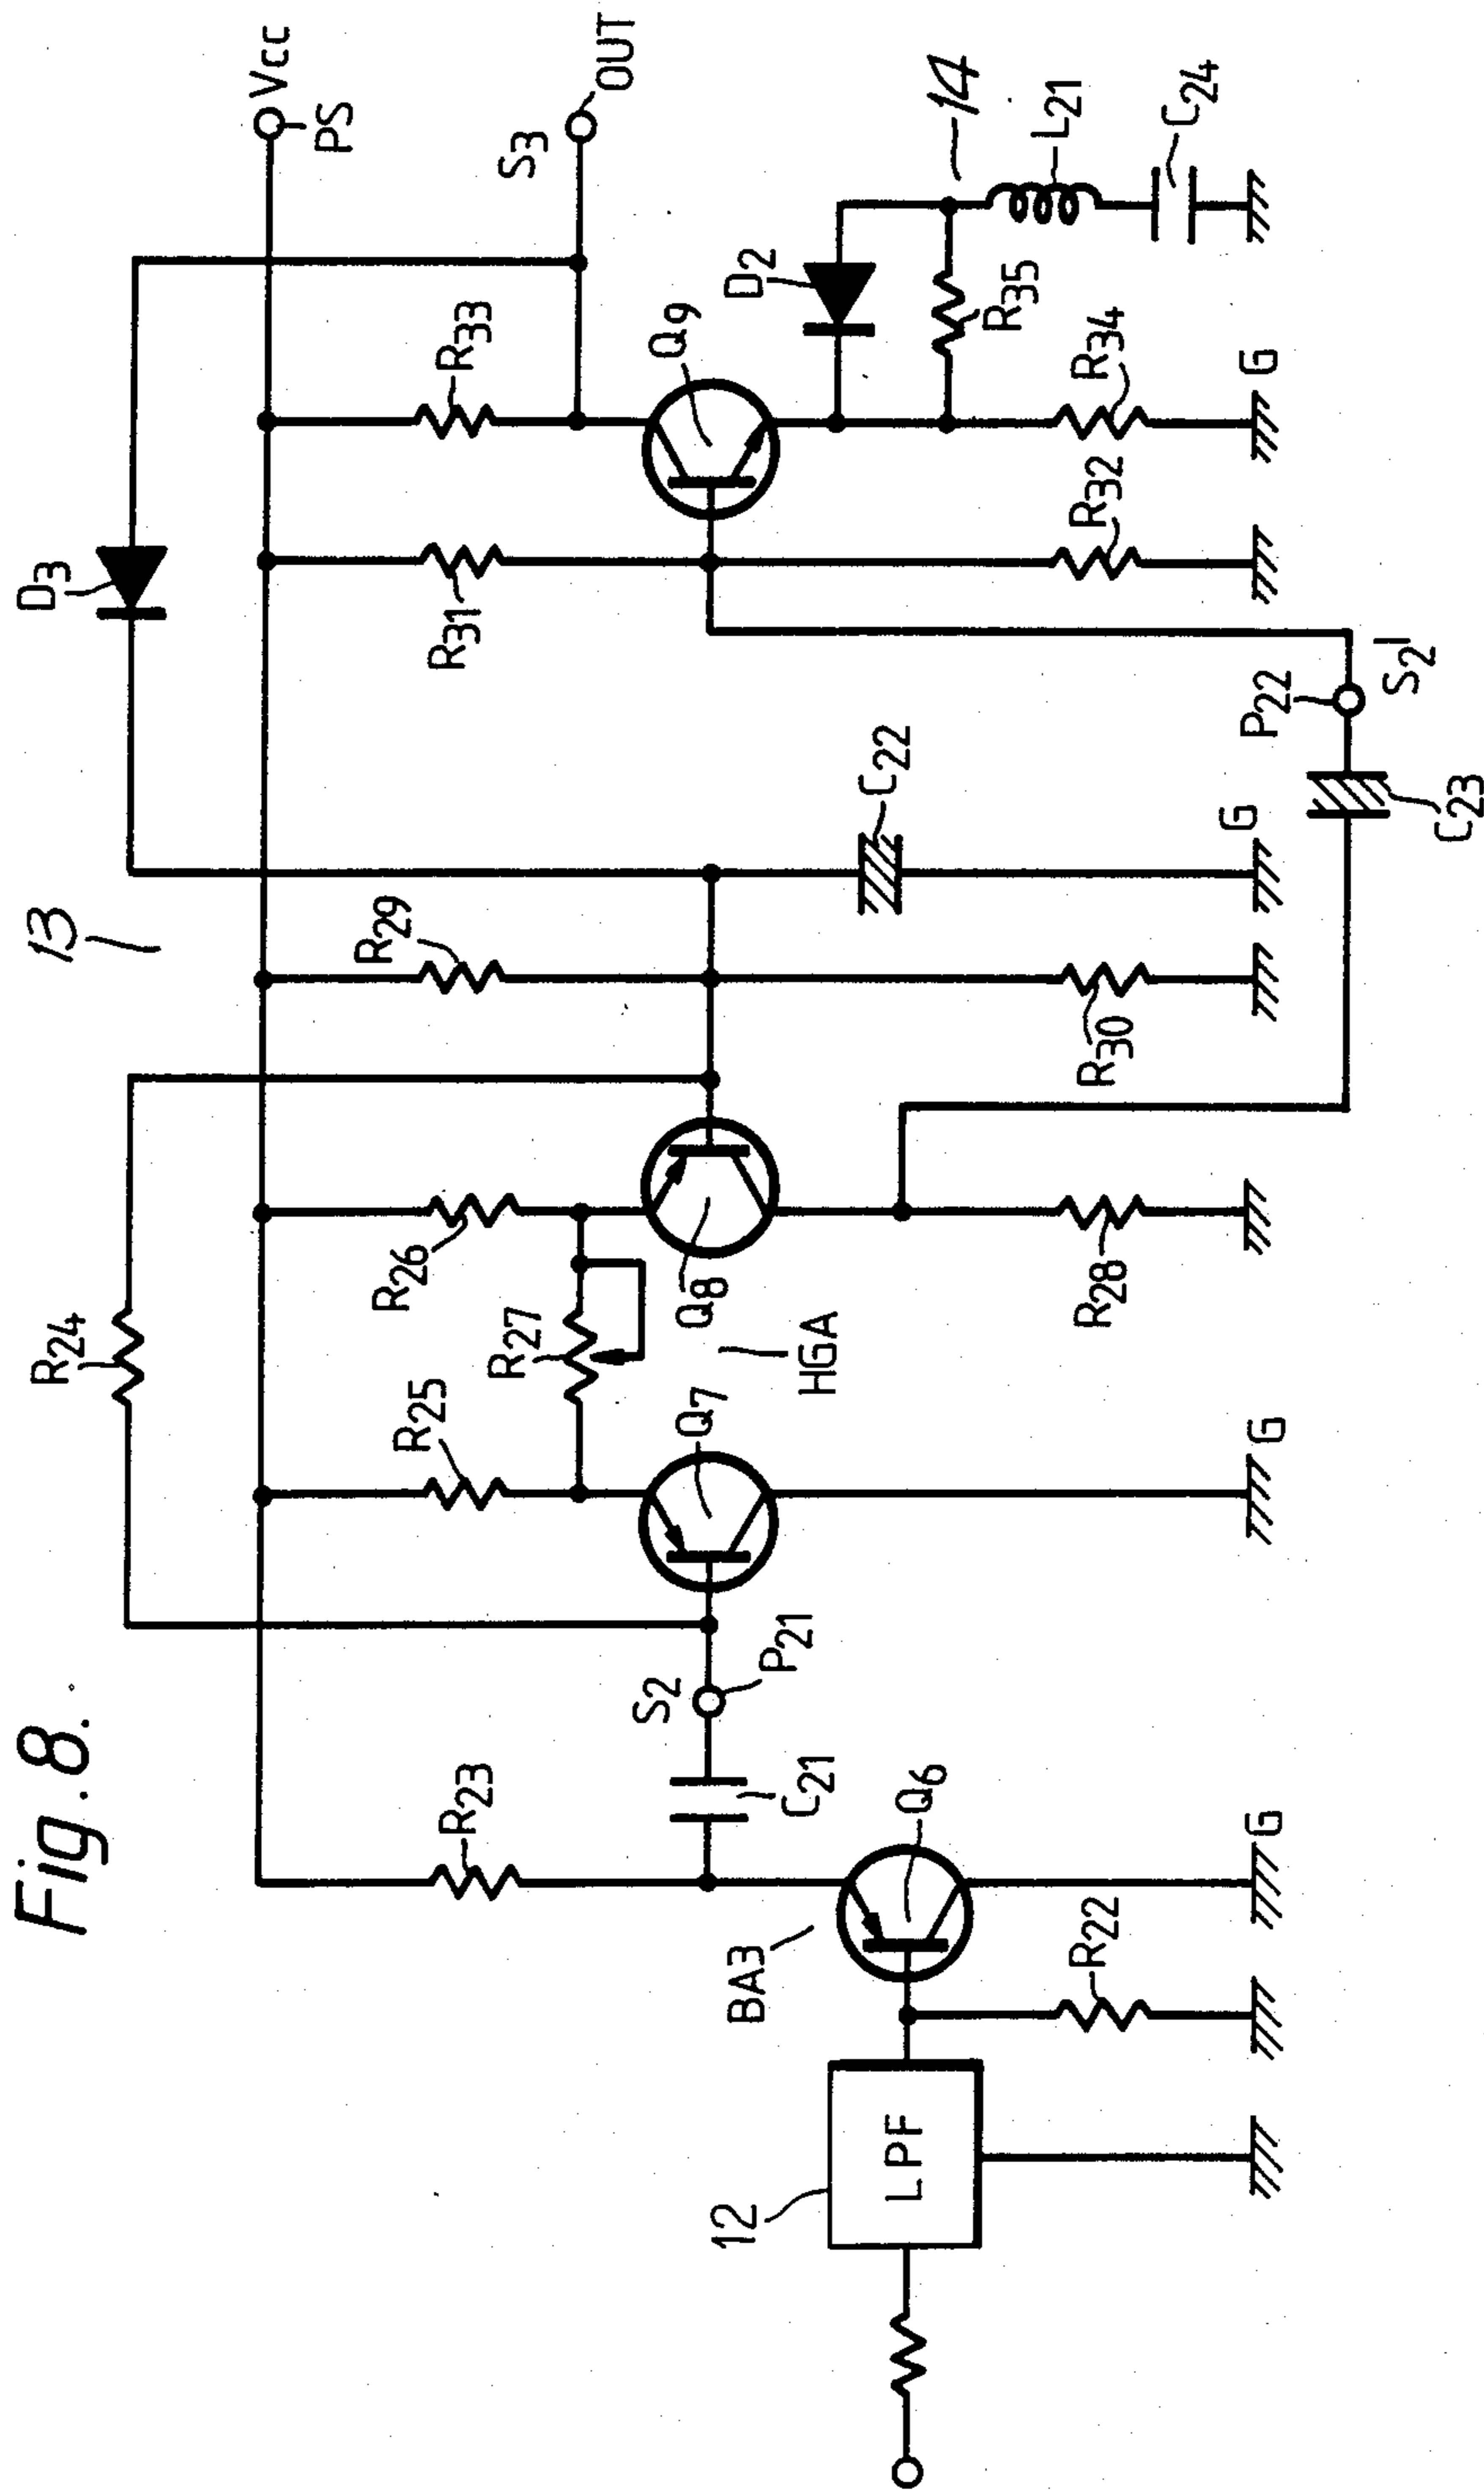 Fig. 8.
13
D3
Vcc
PS
R24
R23
R25
R26
R29
R31
R33
S3
OUT
S2
P21
C21
Q7
R27
Q8
HGA
Q9
D2
14
R35
L21
C24
BA3
Q6
12
LPF
R22
R28
R30
C22
R32
R34
G
G
G
G
P22
S2'
C23